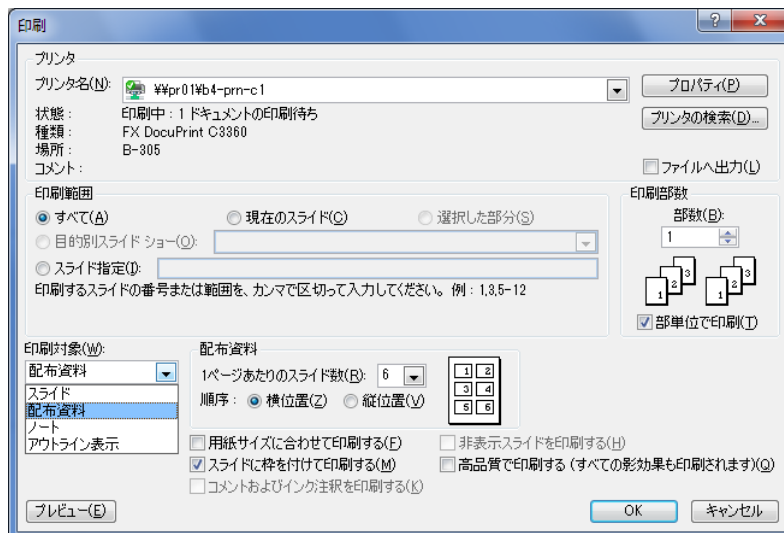 印刷
プリンタ
プリンタ名(N): ¥¥pr01¥b4-prn-c1 プロパティ(P)
状態: 印刷中: 1 ドキュメントの印刷待ち
種類: FX DocuPrint C3360 プリンタの検索(D)...
場所: B-305
コメント: ファイルへ出力(L)
印刷範囲
すべて(A) 現在のスライド(C) 選択した部分(S)
目的別スライド ショー(O):
スライド指定(I):
印刷するスライドの番号または範囲を、カンマで区切って入力してください。例: 1,3,5-12
印刷部数
部数(B):
1
1 2 3 1 2 3
部単位で印刷(T)
印刷対象(W):
配布資料
スライド
配布資料
ノート
アウトライン表示
配布資料
1ページあたりのスライド数(R): 6
順序: 横位置(Z) 縦位置(V)
1 2
3 4
5 6
用紙サイズに合わせて印刷する(F) 非表示スライドを印刷する(H)
スライドに枠を付けて印刷する(M) 高品質で印刷する (すべての影効果も印刷されます)(Q)
コメントおよびインク注釈を印刷する(K)
プレビュー(E) OK キャンセル